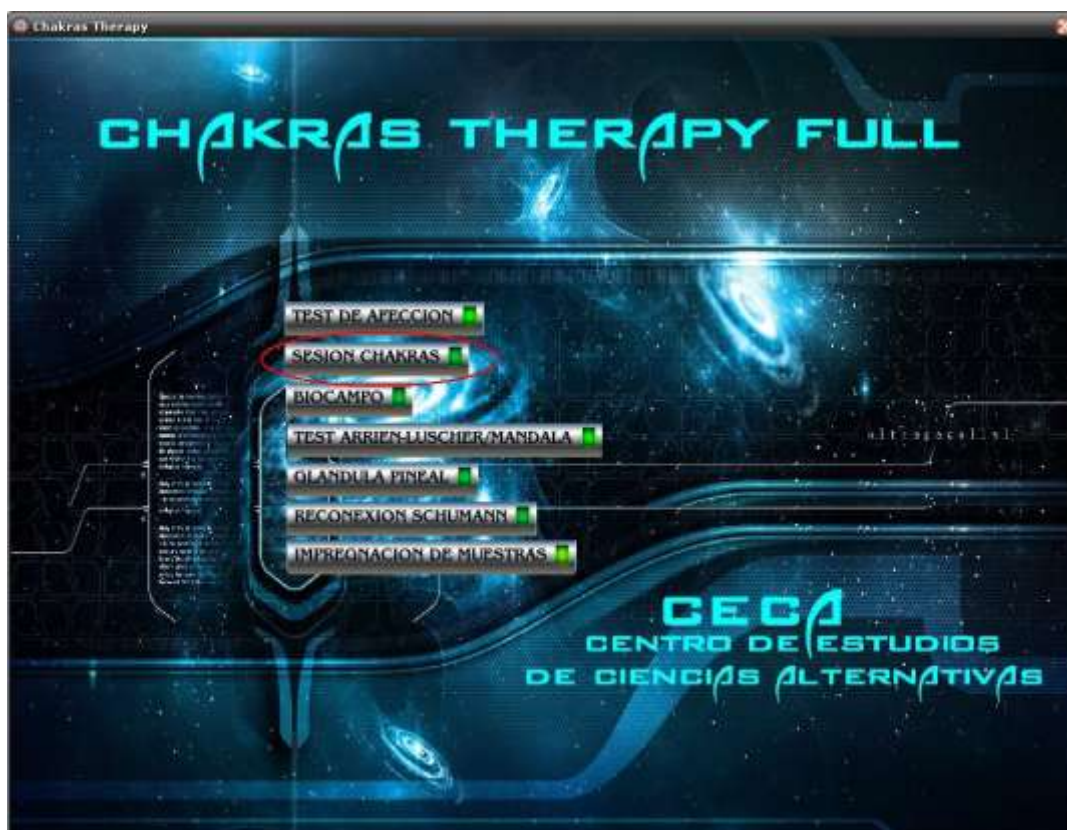 Chakras Therapy
CHAKRAS THERAPY FULL
TEST DE AFECCION
SESION CHAKRAS
BIOCAMPO
TEST ARRIEN-LUSCHER/MANDALA
GLANDULA PINEAL
RECONEXION SCHUMANN
IMPREGNACION DE MUESTRAS
CECA
CENTRO DE ESTUDIOS
DE CIENCIAS ALTERNATIVAS